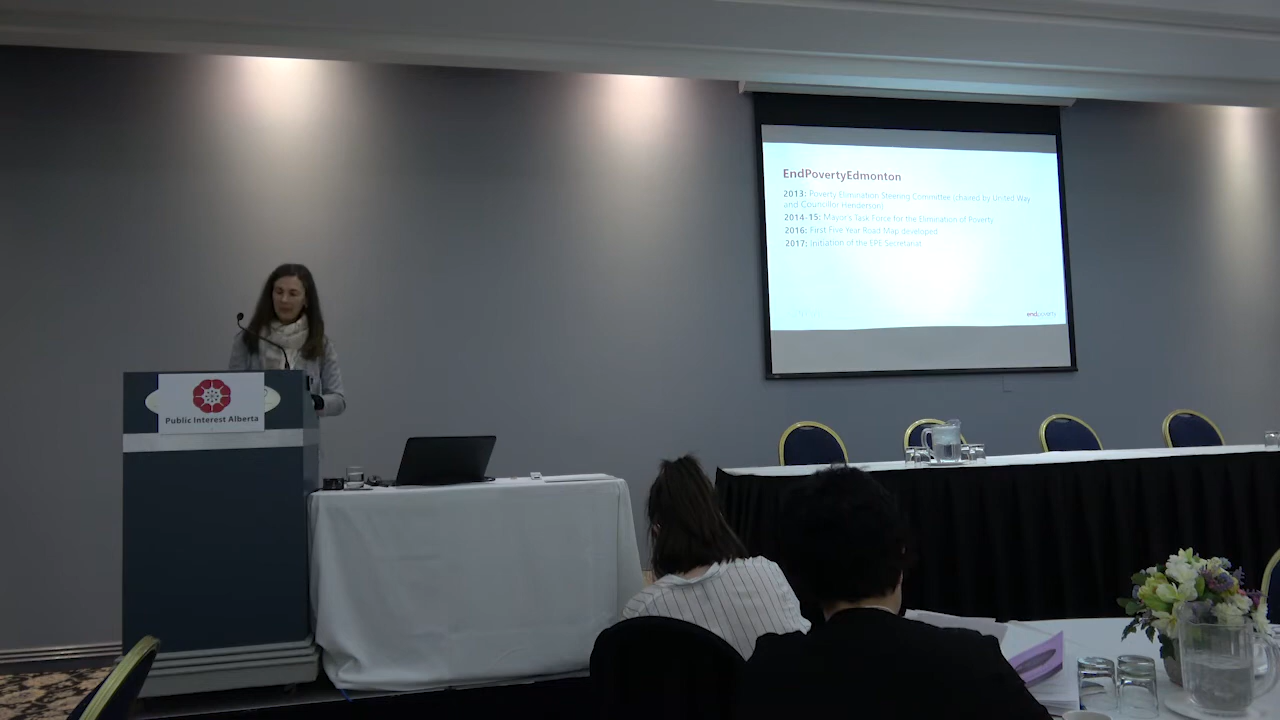 EndPovertyEdmonton
2013: Poverty Elimination Steering Committee (chaired by United Way
and Councillor Henderson)
2014-15: Mayor's Task Force for the Elimination of Poverty
2016: First Five Year Road Map developed
2017: Initiation of the EPE Secretariat
endpoverty
Public Interest Alberta